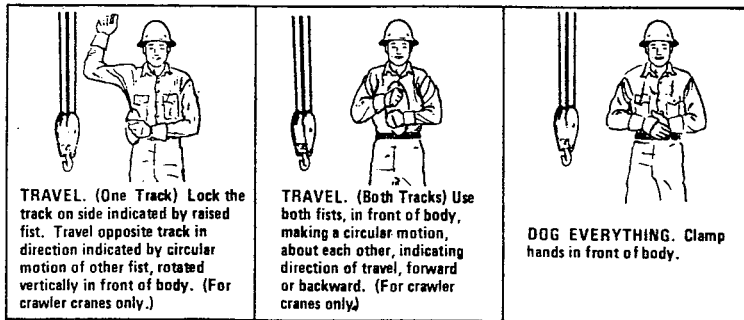 TRAVEL. (One Track) Lock the
track on side indicated by raised
fist. Travel opposite track in
direction indicated by circular
motion of other fist, rotated
vertically in front of body. (For
crawler cranes only.)
TRAVEL. (Both Tracks) Use
both fists, in front of body,
making a circular motion,
about each other, indicating
direction of travel, forward
or backward. (For crawler
cranes only.)
DOG EVERYTHING. Clamp
hands in front of body.